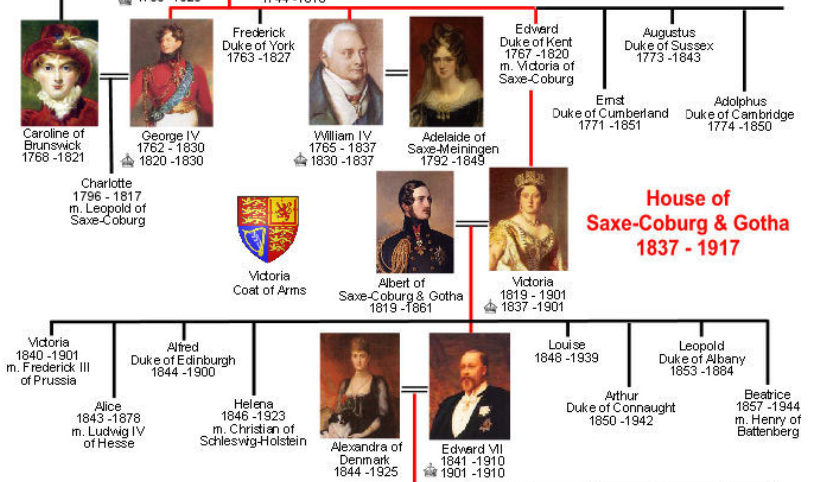 Frederick
Duke of York
1763 -1827
Edward
Duke of Kent
1767 -1820
m. Victoria of
Saxe-Coburg
Augustus
Duke of Sussex
1773 -1843
Ernst
Duke of Cumberland
1771 -1851
Adolphus
Duke of Cambridge
1774 -1850
Caroline of
Brunswick
1768 -1821
George IV
1762 - 1830
1820 -1830
William IV
1765 - 1837
1830 -1837
Adelaide of
Saxe-Meiningen
1792 -1849
Charlotte
1796 - 1817
m. Leopold of
Saxe-Coburg
House of
Saxe-Coburg & Gotha
1837 - 1917
Victoria
Coat of Arms
Albert of
Saxe-Coburg & Gotha
1819 -1861
Victoria
1819 - 1901
1837 -1901
Victoria
1840 -1901
m. Frederick III
of Prussia
Alice
1843 -1878
m. Ludwig IV
of Hesse
Alfred
Duke of Edinburgh
1844 -1900
Helena
1846 -1923
m. Christian of
Schleswig-Holstein
Alexandra of
Denmark
1844 -1925
Edward VII
1841 -1910
1901 -1910
Louise
1848 -1939
Arthur
Duke of Connaught
1850 -1942
Leopold
Duke of Albany
1853 -1884
Beatrice
1857 -1944
m. Henry of
Battenberg